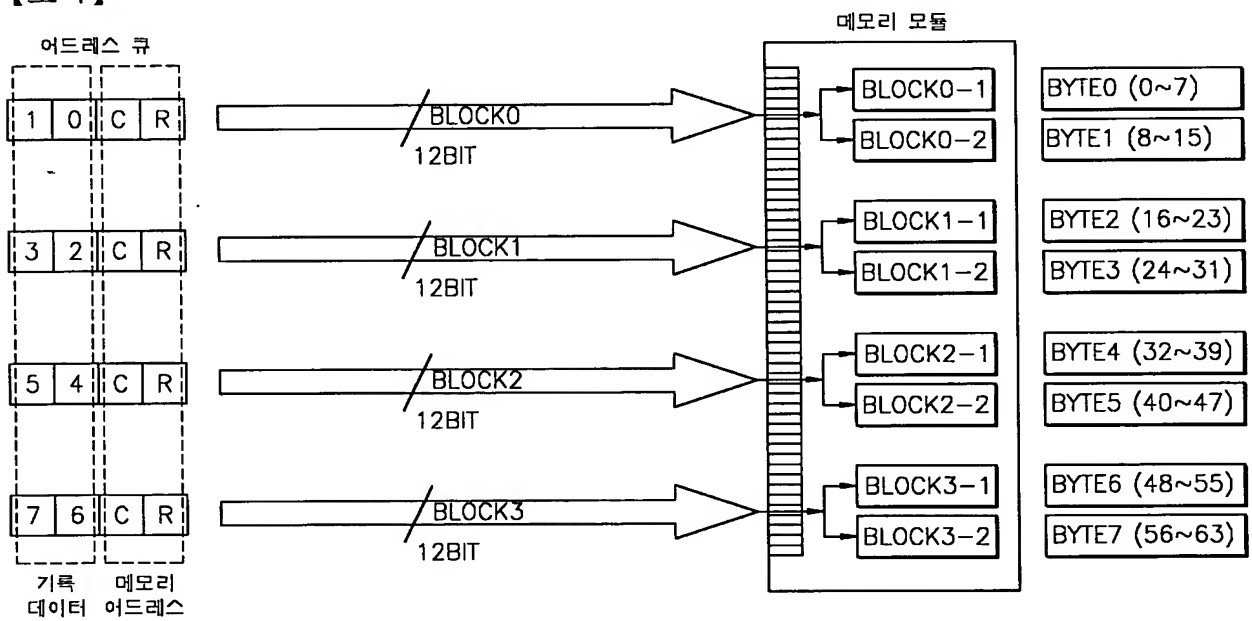 메모리 모듈
어드레스 큐
1 0 C R
BLOCK0
12BIT
BLOCK0-1
BLOCK0-2
BYTE0 (0~7)
BYTE1 (8~15)
3 2 C R
BLOCK1
12BIT
BLOCK1-1
BLOCK1-2
BYTE2 (16~23)
BYTE3 (24~31)
5 4 C R
BLOCK2
12BIT
BLOCK2-1
BLOCK2-2
BYTE4 (32~39)
BYTE5 (40~47)
7 6 C R
BLOCK3
12BIT
BLOCK3-1
BLOCK3-2
BYTE6 (48~55)
BYTE7 (56~63)
기록
데이터
메모리
어드레스